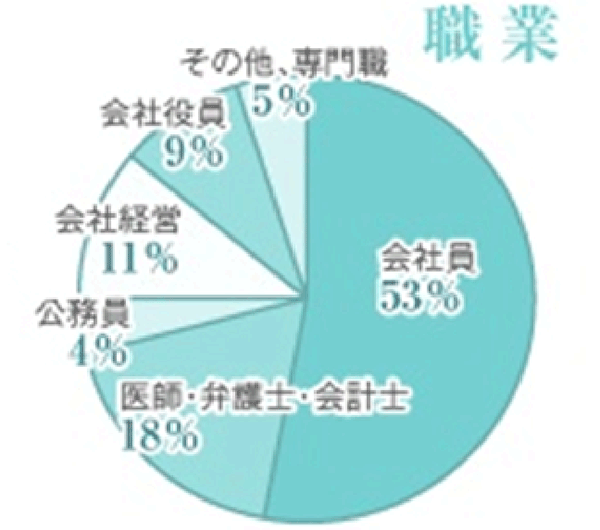 職業
その他、専門職
5%
会社役員
9%
会社経営
11%
会社員
53%
公務員
4%
医師・弁護士・会計士
18%